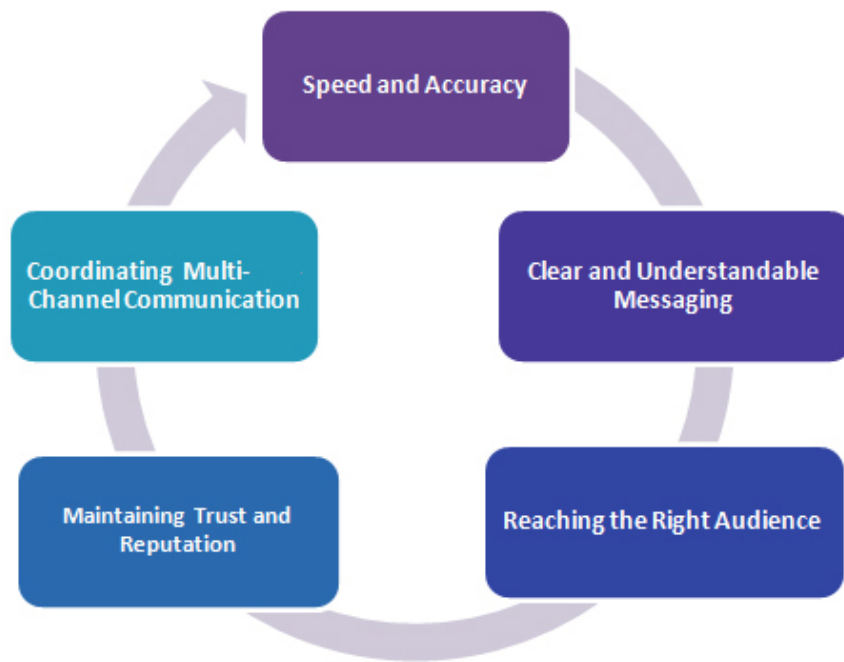 Speed and Accuracy
Clear and Understandable
Messaging
Reaching the Right Audience
Maintaining Trust and
Reputation
Coordinating Multi-
Channel Communication